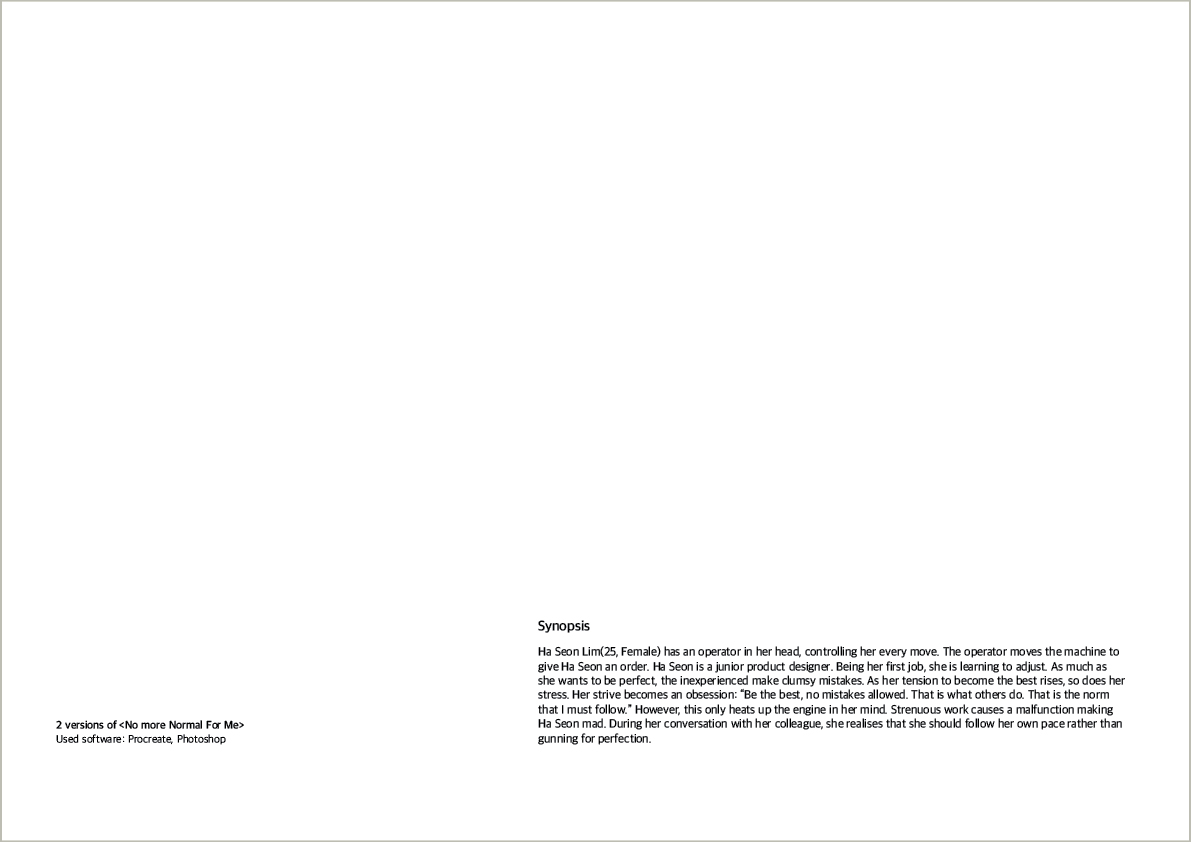 Synopsis
Ha Seon Lim(25, Female) has an operator in her head, controlling her every move. The operator moves the machine to
give Ha Seon an order. Ha Seon is a junior product designer. Being her first job, she is learning to adjust. As much as
she wants to be perfect, the inexperienced make clumsy mistakes. As her tension to become the best rises, so does her
stress. Her strive becomes an obsession: “Be the best, no mistakes allowed. That is what others do. That is the norm
that I must follow.” However, this only heats up the engine in her mind. Strenuous work causes a malfunction making
Ha Seon mad. During her conversation with her colleague, she realises that she should follow her own pace rather than
gunning for perfection.
2 versions of <No more Normal For Me>
Used software: Procreate, Photoshop